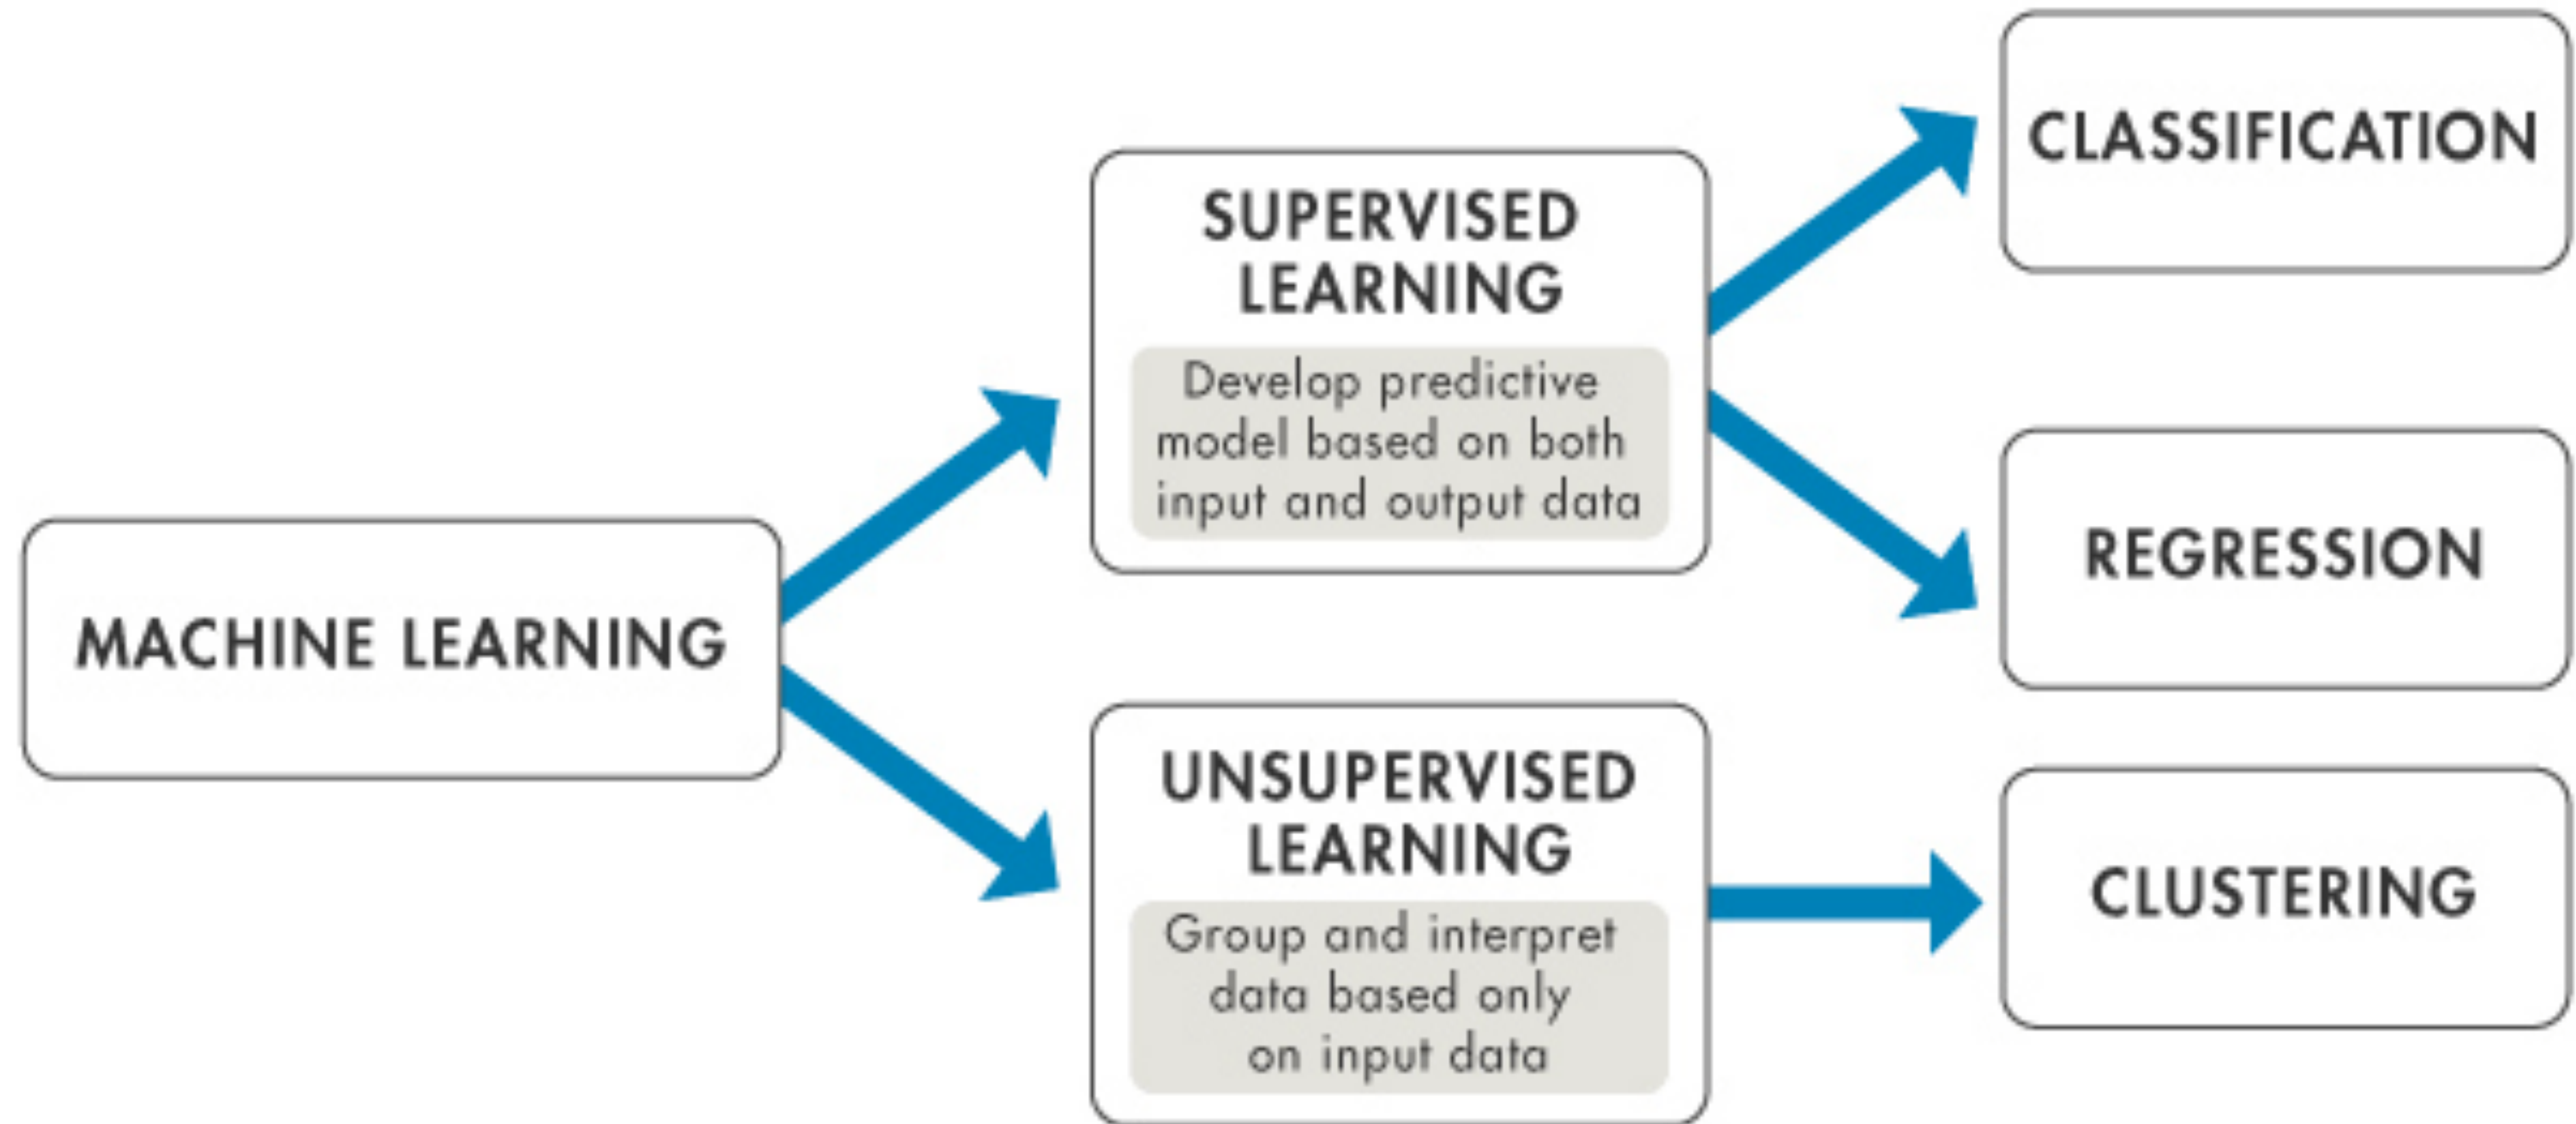 MACHINE LEARNING
SUPERVISED
LEARNING
Develop predictive
model based on both
input and output data
UNSUPERVISED
LEARNING
Group and interpret
data based only
on input data
CLASSIFICATION
REGRESSION
CLUSTERING